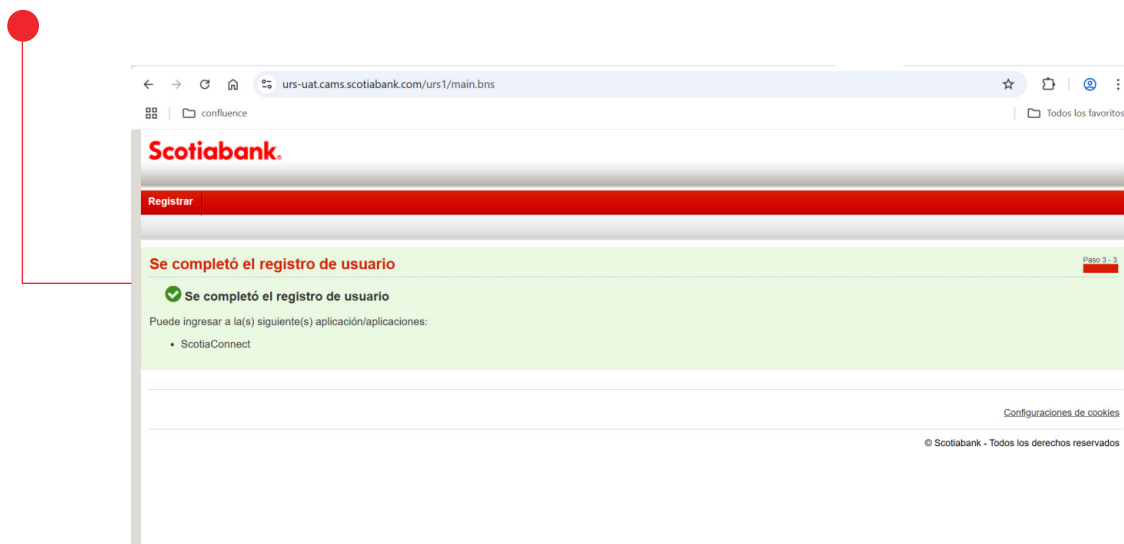 urs-uat.cams.scotiabank.com/urs1/main.bns
confluence
Todos los favoritos
Scotiabank.
Registrar
Se completó el registro de usuario
Paso 3 - 3
Se completó el registro de usuario
Puede ingresar a la(s) siguiente(s) aplicación/aplicaciones:
• ScotiaConnect
Configuraciones de cookies
© Scotiabank - Todos los derechos reservados